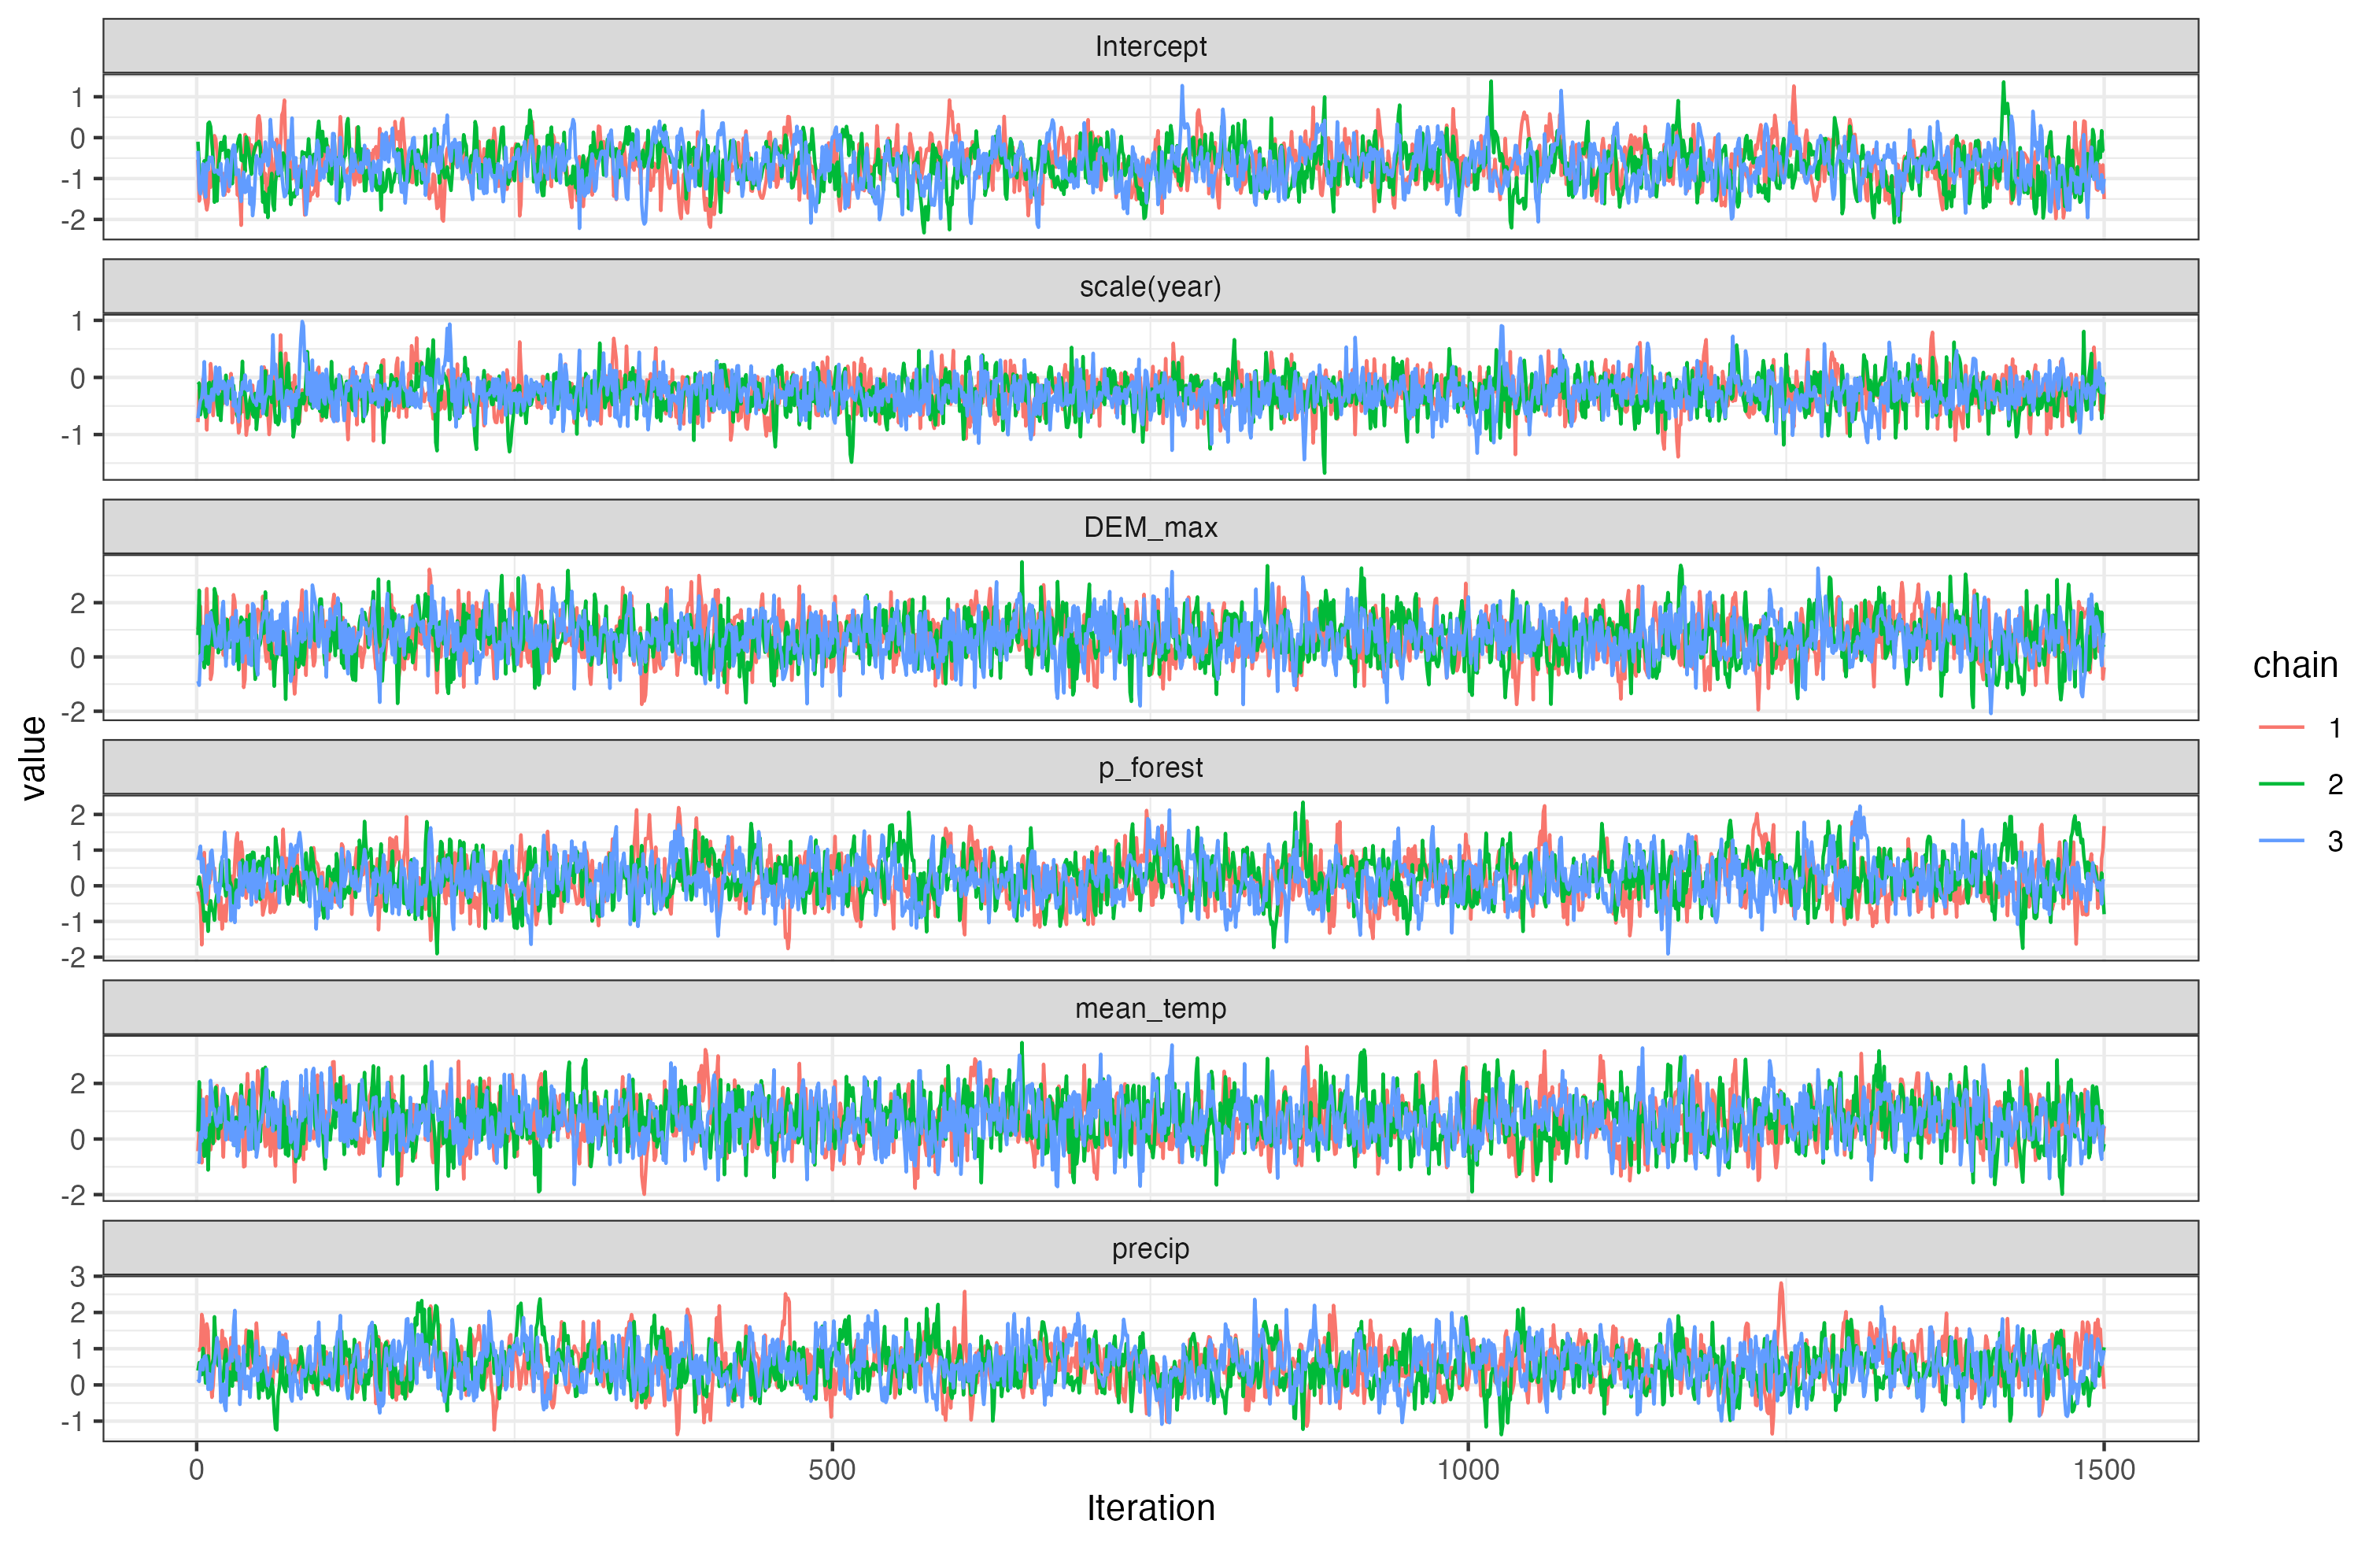 Intercept
1
0
-1
-2
scale(year)
1
0
-1
DEM_max
2
0
-2
p_forest
2
1
0
-1
-2
mean_temp
2
0
-2
precip
3
2
1
0
-1
0 500 1000 1500
Iteration
value
chain
1
2
3